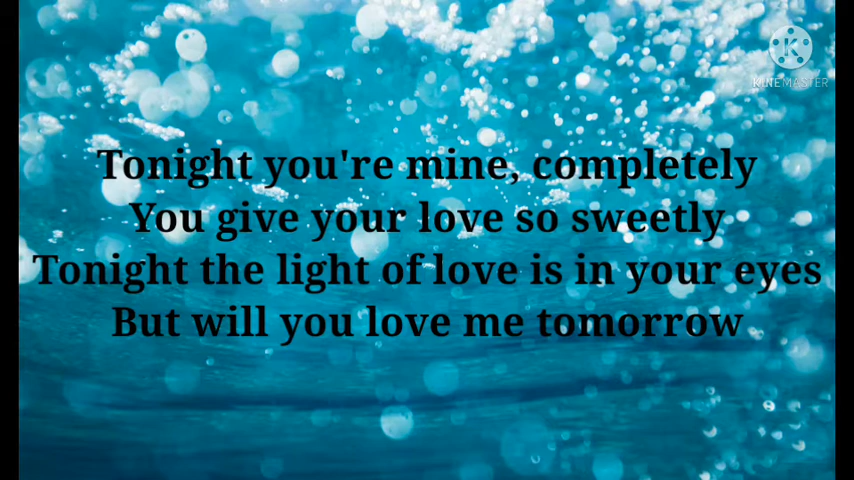 K
KINEMASTER
Tonight you're mine, completely
You give your love so sweetly
Tonight the light of love is in your eyes
But will you love me tomorrow